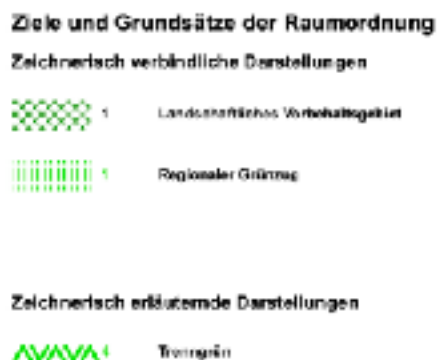 Ziele und Grundsätze der Raumordnung
Zeichnerisch verbindliche Darstellungen
1 Landschaftliches Vorbehaltsgebiet
1 Regionaler Grünzug
Zeichnerisch erläuternde Darstellungen
Trenngrün